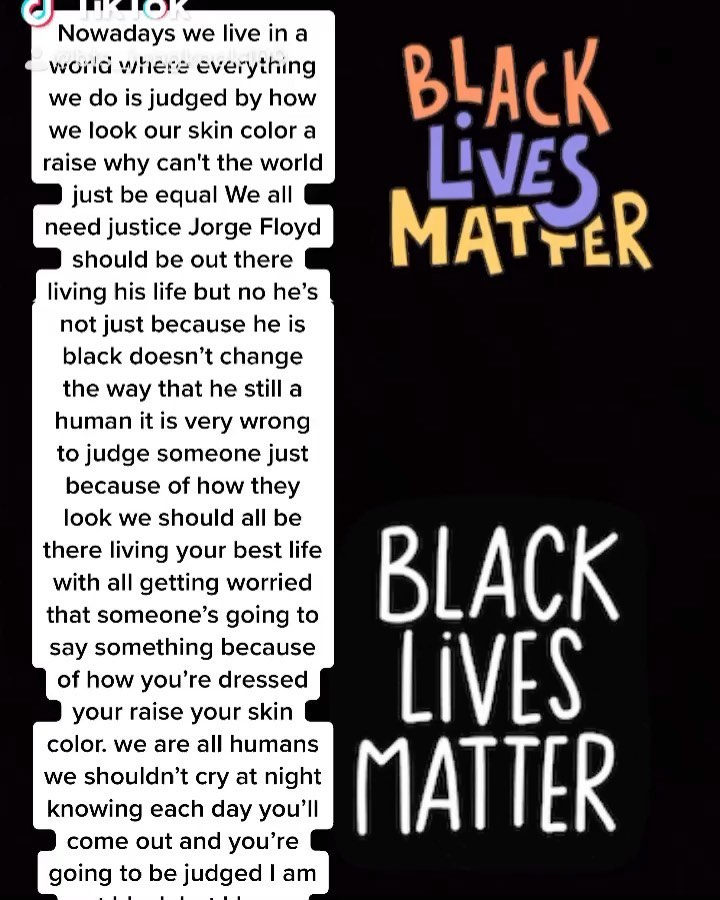 TikTok
Nowadays we live in a
world where everything
we do is judged by how
we look our skin color a
raise why can't the world
just be equal We all
need justice Jorge Floyd
should be out there
living his life but no he's
not just because he is
black doesn't change
the way that he still a
human it is very wrong
to judge someone just
because of how they
look we should all be
there living your best life
with all getting worried
that someone's going to
say something because
of how you're dressed
your raise your skin
color. we are all humans
we shouldn't cry at night
knowing each day you'll
come out and you're
going to be judged I am
BLACK
LiVES
MATTER
BLACK
LiVES
MATTER